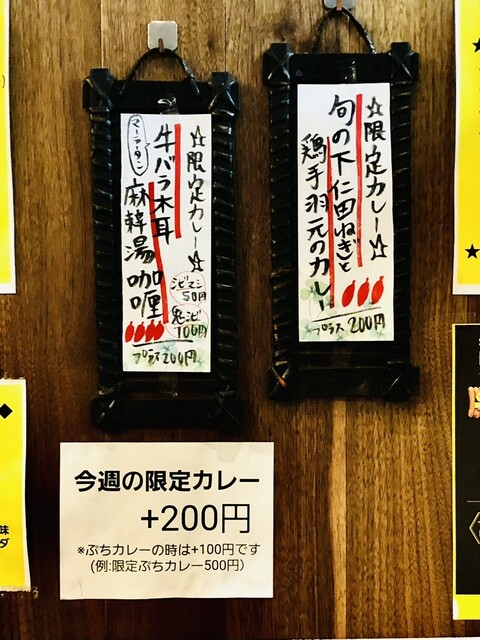 ☆限定カレー☆
旬の下仁田ねぎと
鶏手羽元のカレー
プラス200円
☆限定カレー☆
牛バラ木耳
マーラータン
麻韓湯咖喱
シビマシ
50円
鬼シビ
100円
プラス200円
今週の限定カレー
+200円
※ぷちカレーの時は+100円です
(例:限定ぷちカレー500円)
味
ダ